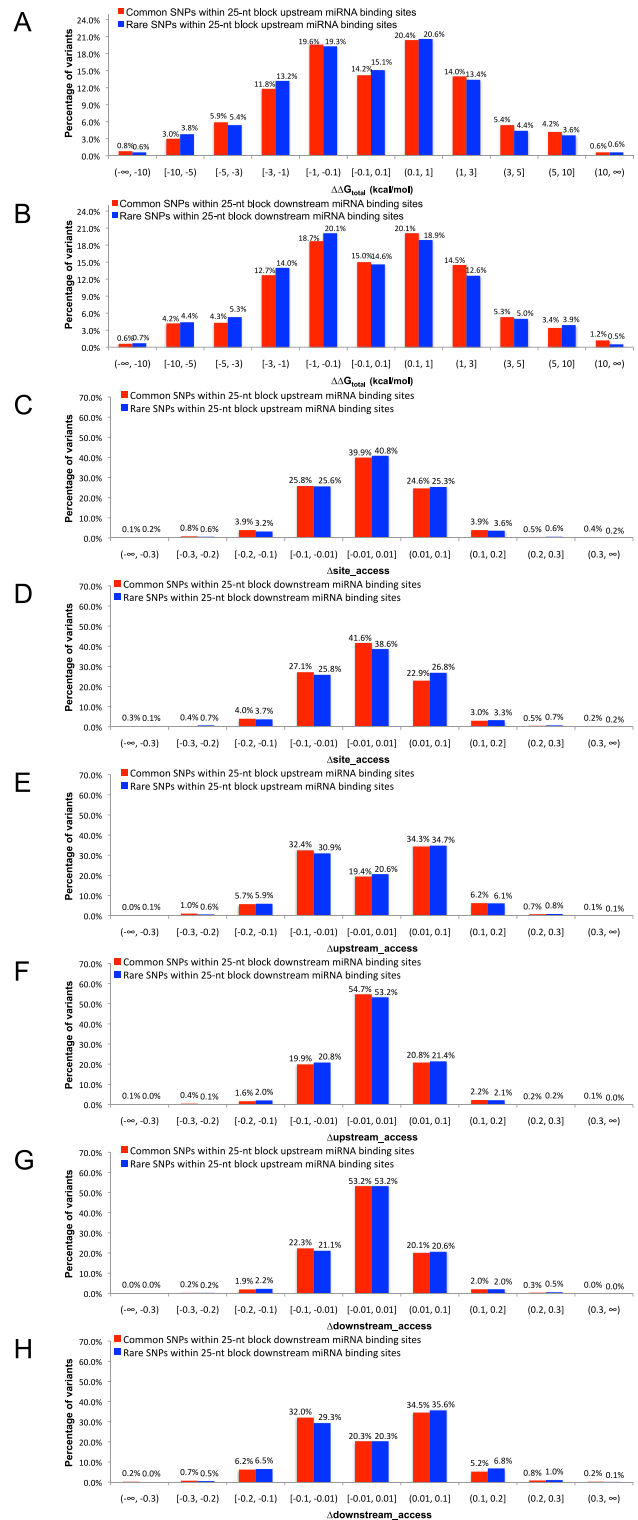 A
Common SNPs within 25-nt block upstream miRNA binding sites
Rare SNPs within 25-nt block upstream miRNA binding sites
Percentage of variants
24.0%
21.0%
18.0%
15.0%
12.0%
9.0%
6.0%
3.0%
0.0%
0.8% 0.6% 3.0% 3.8% 5.9% 5.4% 11.8% 13.2% 19.6% 19.3% 14.2% 15.1% 20.4% 20.6% 14.0% 13.4% 5.4% 4.4% 4.2% 3.6% 0.6% 0.6%
(-∞, -10) [-10, -5) [-5, -3) [-3, -1) [-1, -0.1) [-0.1, 0.1] (0.1, 1] (1, 3] (3, 5] (5, 10] (10, ∞)
ΔΔGtotal (kcal/mol)
B
Common SNPs within 25-nt block downstream miRNA binding sites
Rare SNPs within 25-nt block downstream miRNA binding sites
Percentage of variants
24.0%
21.0%
18.0%
15.0%
12.0%
9.0%
6.0%
3.0%
0.0%
0.6% 0.7% 4.2% 4.4% 4.3% 5.3% 12.7% 14.0% 18.7% 20.1% 15.0% 14.6% 20.1% 18.9% 14.5% 12.6% 5.3% 5.0% 3.4% 3.9% 1.2% 0.5%
(-∞, -10) [-10, -5) [-5, -3) [-3, -1) [-1, -0.1) [-0.1, 0.1] (0.1, 1] (1, 3] (3, 5] (5, 10] (10, ∞)
ΔΔGtotal (kcal/mol)
C
Common SNPs within 25-nt block upstream miRNA binding sites
Rare SNPs within 25-nt block upstream miRNA binding sites
Percentage of variants
70.0%
60.0%
50.0%
40.0%
30.0%
20.0%
10.0%
0.0%
0.1% 0.2% 0.8% 0.6% 3.9% 3.2% 25.8% 25.6% 39.9% 40.8% 24.6% 25.3% 3.9% 3.6% 0.5% 0.6% 0.4% 0.2%
(-∞, -0.3) [-0.3, -0.2) [-0.2, -0.1) [-0.1, -0.01) [-0.01, 0.01] (0.01, 0.1] (0.1, 0.2] (0.2, 0.3] (0.3, ∞)
Δsite_access
D
Common SNPs within 25-nt block downstream miRNA binding sites
Rare SNPs within 25-nt block downstream miRNA binding sites
Percentage of variants
70.0%
60.0%
50.0%
40.0%
30.0%
20.0%
10.0%
0.0%
0.3% 0.1% 0.4% 0.7% 4.0% 3.7% 27.1% 25.8% 41.6% 38.6% 22.9% 26.8% 3.0% 3.3% 0.5% 0.7% 0.2% 0.2%
(-∞, -0.3) [-0.3, -0.2) [-0.2, -0.1) [-0.1, -0.01) [-0.01, 0.01] (0.01, 0.1] (0.1, 0.2] (0.2, 0.3] (0.3, ∞)
Δsite_access
E
Common SNPs within 25-nt block upstream miRNA binding sites
Rare SNPs within 25-nt block upstream miRNA binding sites
Percentage of variants
70.0%
60.0%
50.0%
40.0%
30.0%
20.0%
10.0%
0.0%
0.0% 0.1% 1.0% 0.6% 5.7% 5.9% 32.4% 30.9% 19.4% 20.6% 34.3% 34.7% 6.2% 6.1% 0.7% 0.8% 0.1% 0.1%
(-∞, -0.3) [-0.3, -0.2) [-0.2, -0.1) [-0.1, -0.01) [-0.01, 0.01] (0.01, 0.1] (0.1, 0.2] (0.2, 0.3] (0.3, ∞)
Δupstream_access
F
Common SNPs within 25-nt block downstream miRNA binding sites
Rare SNPs within 25-nt block downstream miRNA binding sites
Percentage of variants
70.0%
60.0%
50.0%
40.0%
30.0%
20.0%
10.0%
0.0%
0.1% 0.0% 0.4% 0.1% 1.6% 2.0% 19.9% 20.8% 54.7% 53.2% 20.8% 21.4% 2.2% 2.1% 0.2% 0.2% 0.1% 0.0%
(-∞, -0.3) [-0.3, -0.2) [-0.2, -0.1) [-0.1, -0.01) [-0.01, 0.01] (0.01, 0.1] (0.1, 0.2] (0.2, 0.3] (0.3, ∞)
Δupstream_access
G
Common SNPs within 25-nt block upstream miRNA binding sites
Rare SNPs within 25-nt block upstream miRNA binding sites
Percentage of variants
70.0%
60.0%
50.0%
40.0%
30.0%
20.0%
10.0%
0.0%
0.0% 0.0% 0.2% 0.2% 1.9% 2.2% 22.3% 21.1% 53.2% 53.2% 20.1% 20.6% 2.0% 2.0% 0.3% 0.5% 0.0% 0.0%
(-∞, -0.3) [-0.3, -0.2) [-0.2, -0.1) [-0.1, -0.01) [-0.01, 0.01] (0.01, 0.1] (0.1, 0.2] (0.2, 0.3] (0.3, ∞)
Δdownstream_access
H
Common SNPs within 25-nt block downstream miRNA binding sites
Rare SNPs within 25-nt block downstream miRNA binding sites
Percentage of variants
70.0%
60.0%
50.0%
40.0%
30.0%
20.0%
10.0%
0.0%
0.2% 0.0% 0.7% 0.5% 6.2% 6.5% 32.0% 29.3% 20.3% 20.3% 34.5% 35.6% 5.2% 6.8% 0.8% 1.0% 0.2% 0.1%
(-∞, -0.3) [-0.3, -0.2) [-0.2, -0.1) [-0.1, -0.01) [-0.01, 0.01] (0.01, 0.1] (0.1, 0.2] (0.2, 0.3] (0.3, ∞)
Δdownstream_access